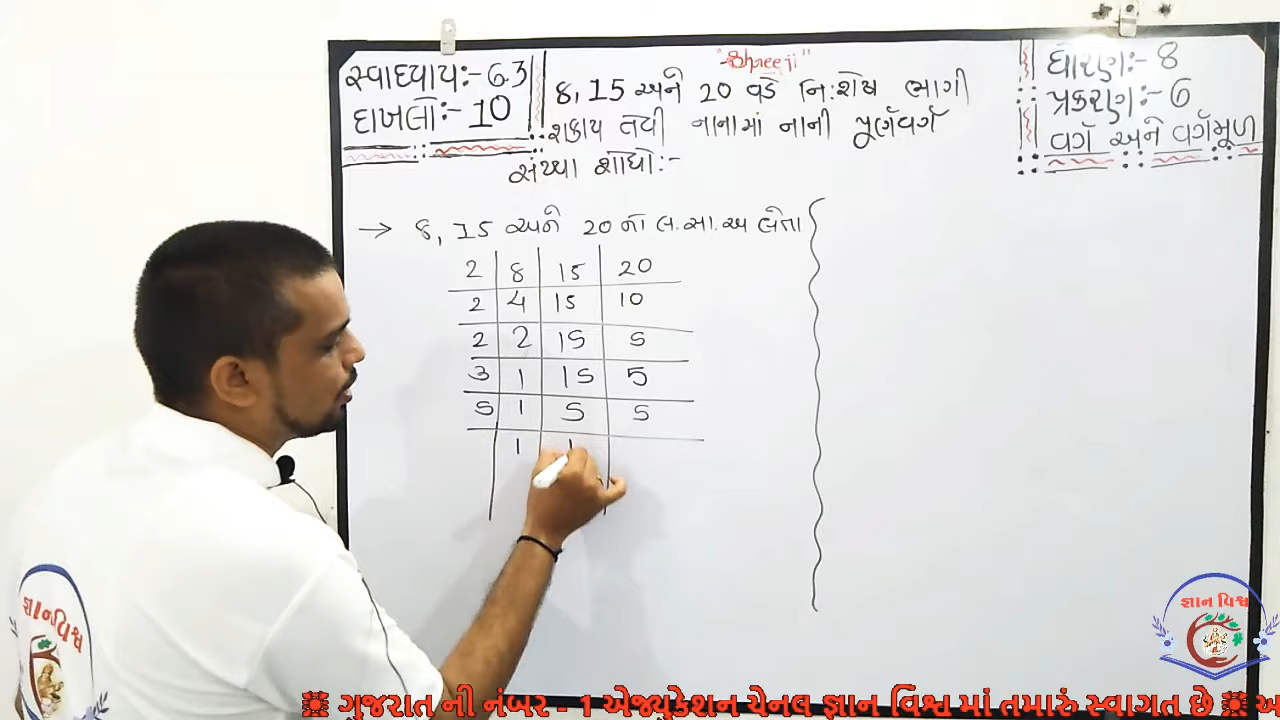 સ્વાધ્યાય:- 6.3
દાખલો:- 10
"Shreeji"
8, 15 અને 20 વડે નિ:શેષ ભાગી
શકાય તેવી નાનામાં નાની પૂર્ણવર્ગ
સંખ્યા શોધો:-
ધોરણ:- 8
પ્રકરણ:- 6
વર્ગ અને વર્ગમૂળ
→ 8, 15 અને 20 નો લ.સા.અ લેતા
2 8 15 20
2 4 15 10
2 2 15 5
3 1 15 5
5 1 5 5
1 1
જ્ઞાન વિશ્વ
જ્ઞાન વિશ્વ
ગુજરાત ની નંબર - 1 એજ્યુકેશન ચેનલ જ્ઞાન વિશ્વ માં તમારું સ્વાગત છે